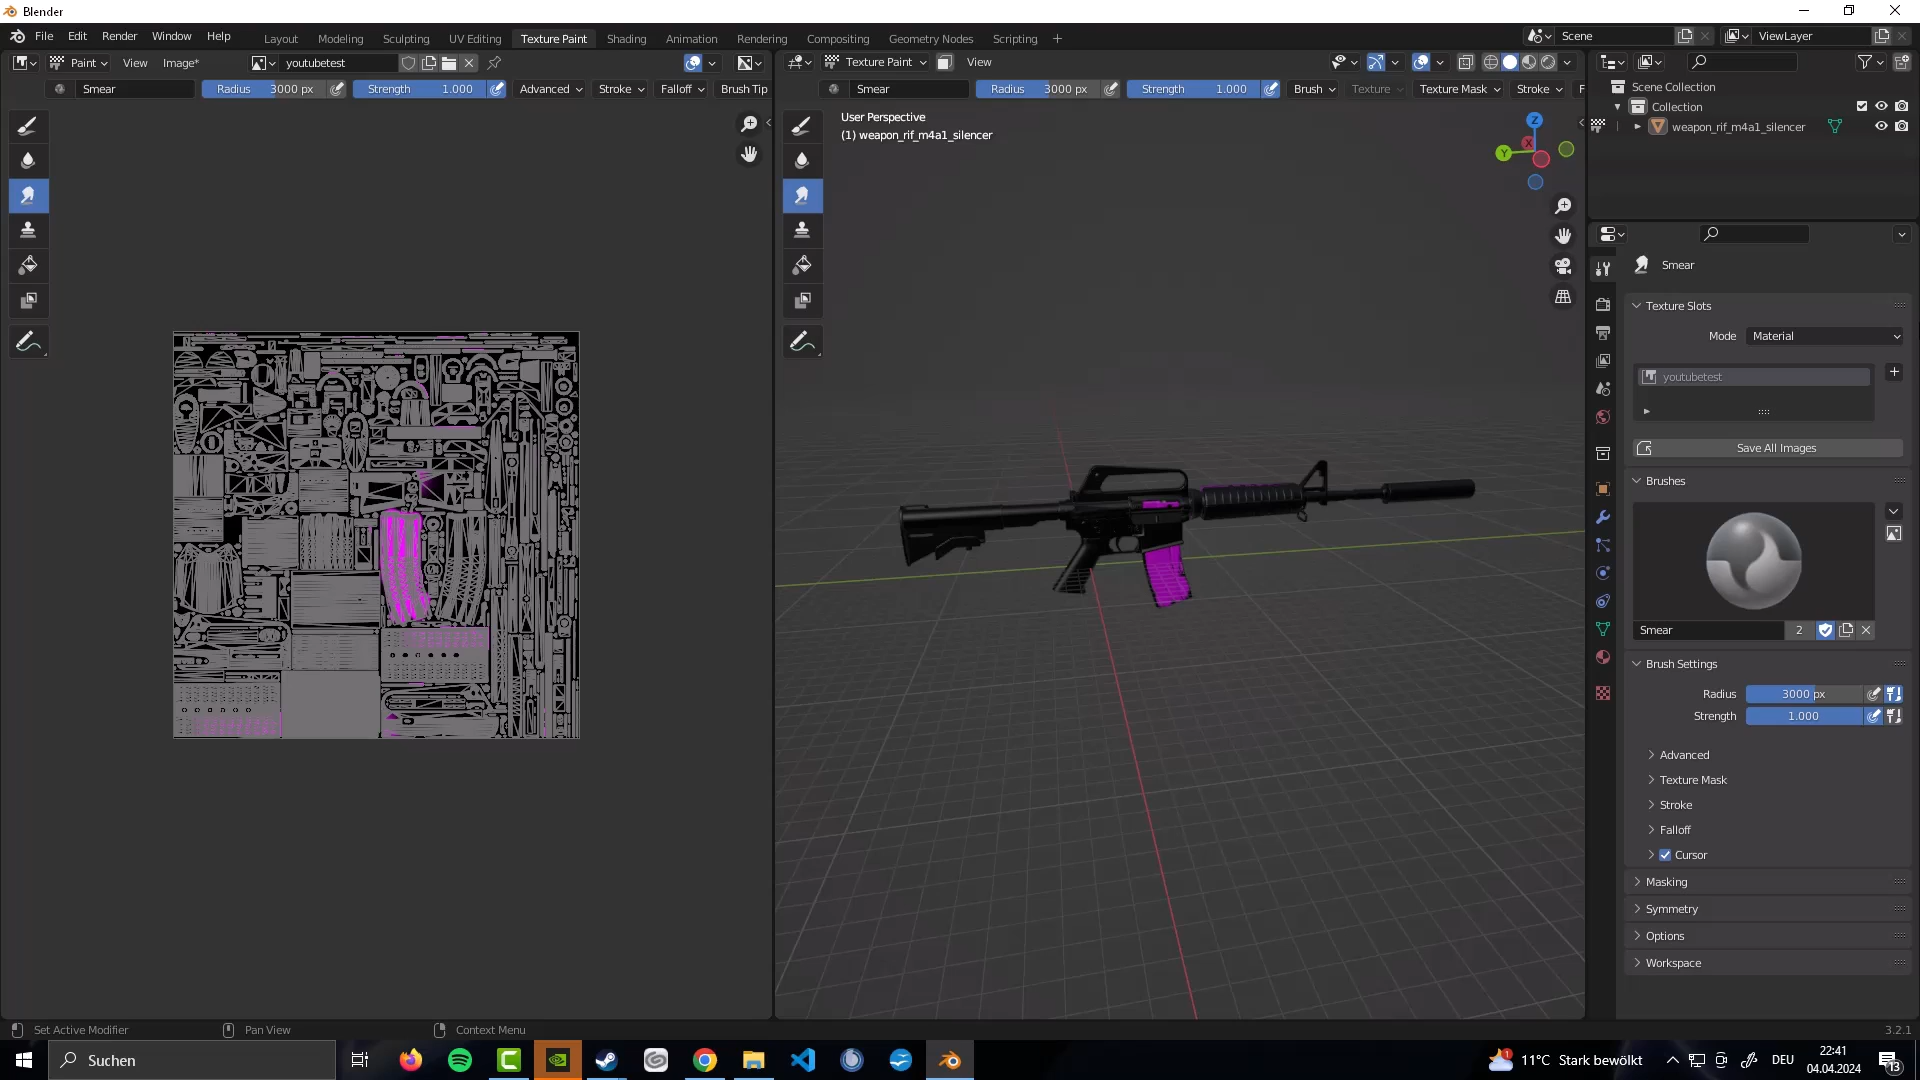 Blender
File Edit Render Window Help Layout Modeling Sculpting UV Editing Texture Paint Shading Animation Rendering Compositing Geometry Nodes Scripting + Scene ViewLayer
Paint View Image* youtubetest Texture Paint View
Smear Radius 3000 px Strength 1.000 Advanced Stroke Falloff Brush Tip
Smear Radius 3000 px Strength 1.000 Brush Texture Texture Mask Stroke F
User Perspective
(1) weapon_rif_m4a1_silencer
Z
X
Y
Scene Collection
Collection
weapon_rif_m4a1_silencer
Smear
Texture Slots
Mode Material
youtubetest
Save All Images
Brushes
Smear 2
Brush Settings
Radius 3000 px
Strength 1.000
Advanced
Texture Mask
Stroke
Falloff
Cursor
Masking
Symmetry
Options
Workspace
Set Active Modifier Pan View Context Menu 3.2.1
Suchen 1 11°C Stark bewölkt DEU 22:41
04.04.2024 13